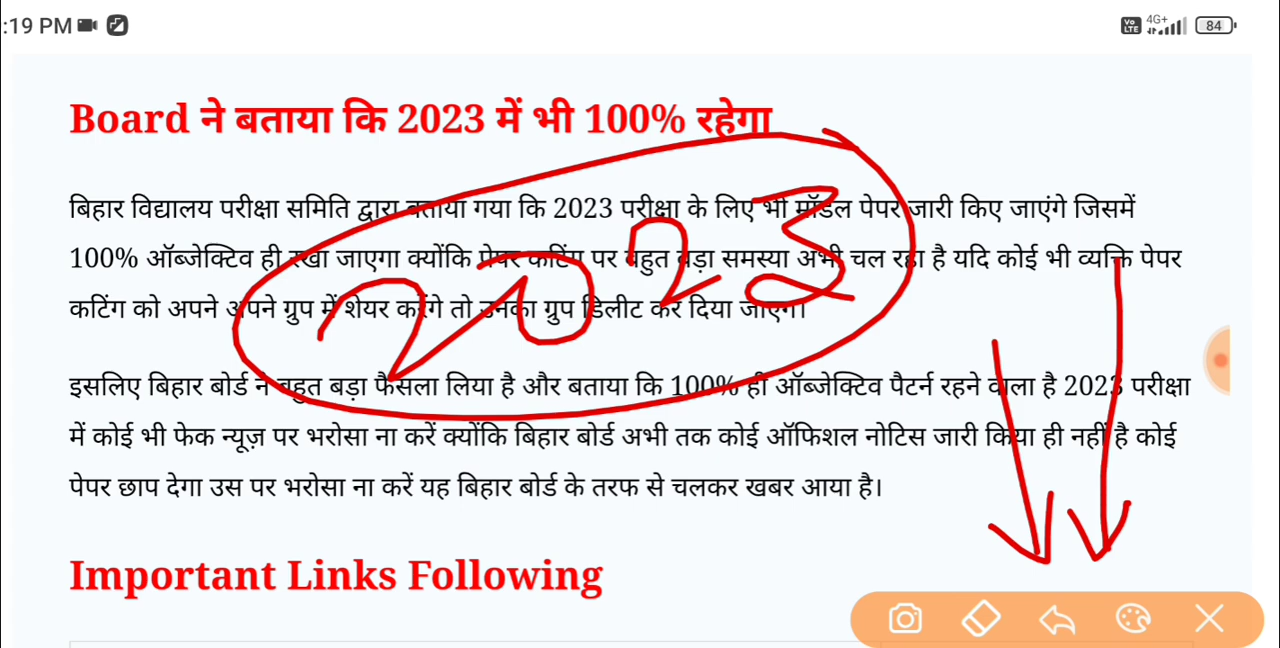 :19 PM
Vo LTE 4G+ 84
Board ने बताया कि 2023 में भी 100% रहेगा
बिहार विद्यालय परीक्षा समिति द्वारा बताया गया कि 2023 परीक्षा के लिए भी मॉडल पेपर जारी किए जाएंगे जिसमें
100% ऑब्जेक्टिव ही रखा जाएगा क्योंकि पेपर कटिंग पर बहुत बड़ा समस्या अभी चल रहा है यदि कोई भी व्यक्ति पेपर
कटिंग को अपने अपने ग्रुप में शेयर करेंगे तो उनका ग्रुप डिलीट कर दिया जाएगा।
2023
इसलिए बिहार बोर्ड ने बहुत बड़ा फैसला लिया है और बताया कि 100% ही ऑब्जेक्टिव पैटर्न रहने वाला है 2023 परीक्षा
में कोई भी फेक न्यूज़ पर भरोसा ना करें क्योंकि बिहार बोर्ड अभी तक कोई ऑफिशल नोटिस जारी किया ही नहीं है कोई
पेपर छाप देगा उस पर भरोसा ना करें यह बिहार बोर्ड के तरफ से चलकर खबर आया है।
Important Links Following